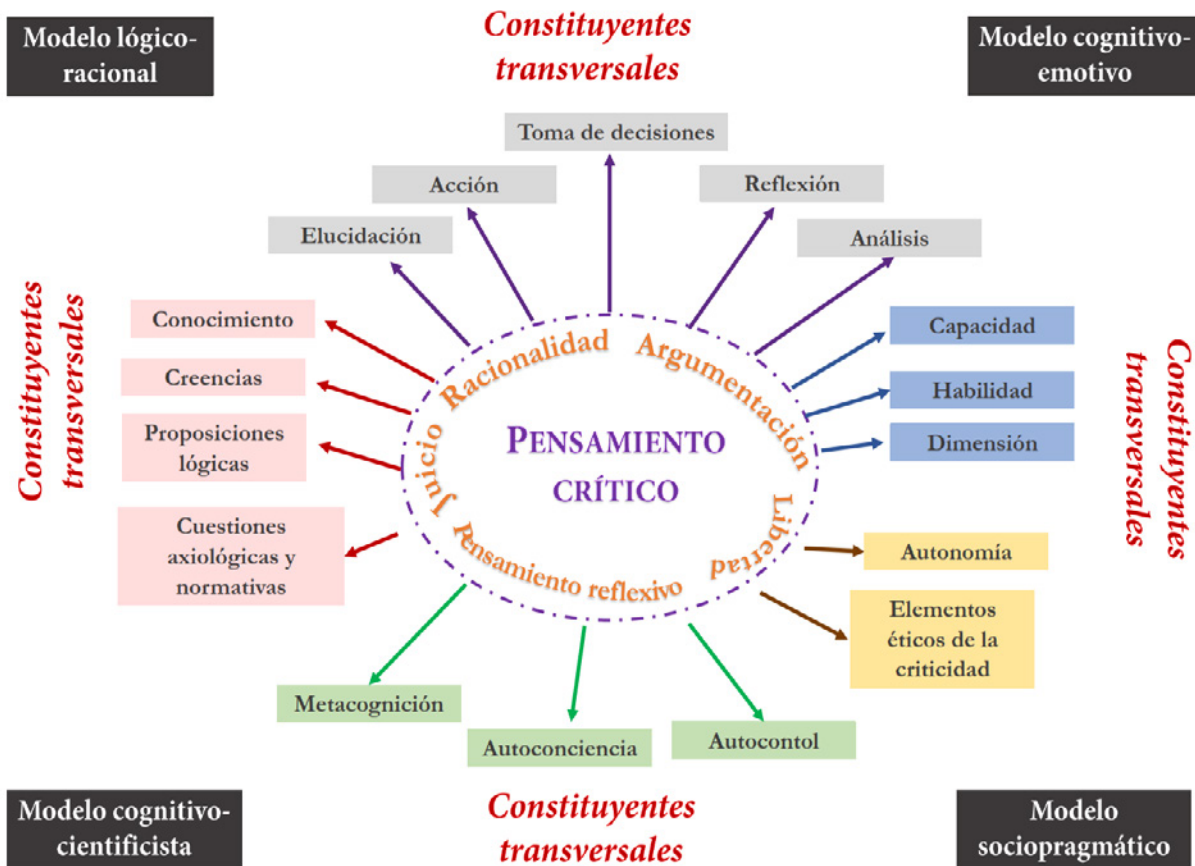 Modelo lógico-
racional
Constituyentes
transversales
Modelo cognitivo-
emotivo
Toma de decisiones
Acción
Reflexión
Elucidación
Análisis
Constituyentes
transversales
Conocimiento
Creencias
Proposiciones
lógicas
Cuestiones
axiológicas y
normativas
Racionalidad
Argumentación
Juicio
PENSAMIENTO
CRÍTICO
Libertad
Pensamiento reflexivo
Capacidad
Habilidad
Dimensión
Constituyentes
transversales
Autonomía
Elementos
éticos de la
criticidad
Metacognición
Autoconciencia
Autocontol
Modelo cognitivo-
cientificista
Constituyentes
transversales
Modelo
sociopragmático